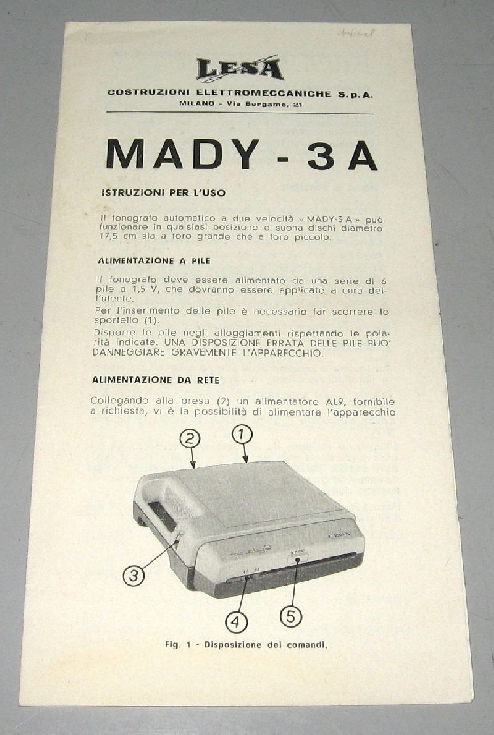 LESA
COSTRUZIONI ELETTROMECCANICHE S.p.A.
MILANO - Via Bergamo, 21
MADY - 3 A
ISTRUZIONI PER L'USO
Il fonografo automatico a due velocità « MADY-3 A » può
funzionare in qualsiasi posizione e suona dischi diametro
17,5 cm sia a foro grande che a foro piccolo.
ALIMENTAZIONE A PILE
Il fonografo deve essere alimentato da una serie di 6
pile a 1,5 V, che dovranno essere applicate a cura del-
l'utente.
Per l'inserimento delle pile è necessario far scorrere lo
sportello (1).
Disporre le pile negli alloggiamenti rispettando le pola-
rità indicate. UNA DISPOSIZIONE ERRATA DELLE PILE PUO'
DANNEGGIARE GRAVEMENTE L'APPARECCHIO.
ALIMENTAZIONE DA RETE
Collegando alla presa (2) un alimentatore AL9, fornibile
a richiesta, vi è la possibilità di alimentare l'apparecchio
2 1
3
4 5
Fig. 1 - Disposizione dei comandi.